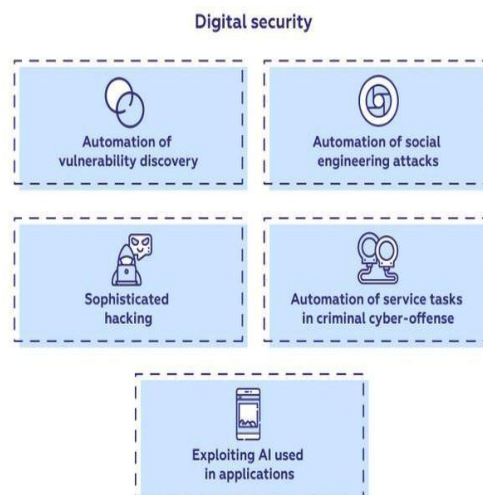 Digital security
Automation of
vulnerability discovery
Automation of social
engineering attacks
Sophisticated
hacking
Automation of service tasks
in criminal cyber-offense
Exploiting AI used
in applications